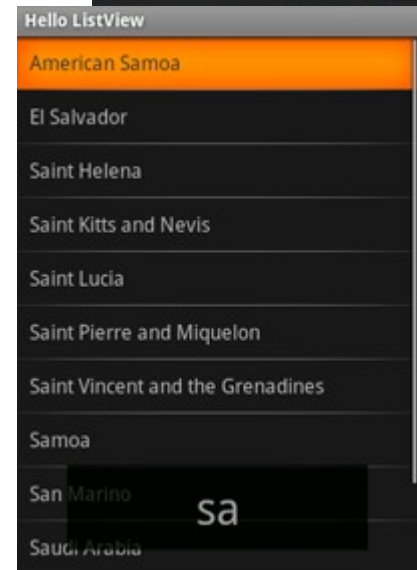 Hello ListView
American Samoa
El Salvador
Saint Helena
Saint Kitts and Nevis
Saint Lucia
Saint Pierre and Miquelon
Saint Vincent and the Grenadines
Samoa
San Marino
sa
Saudi Arabia